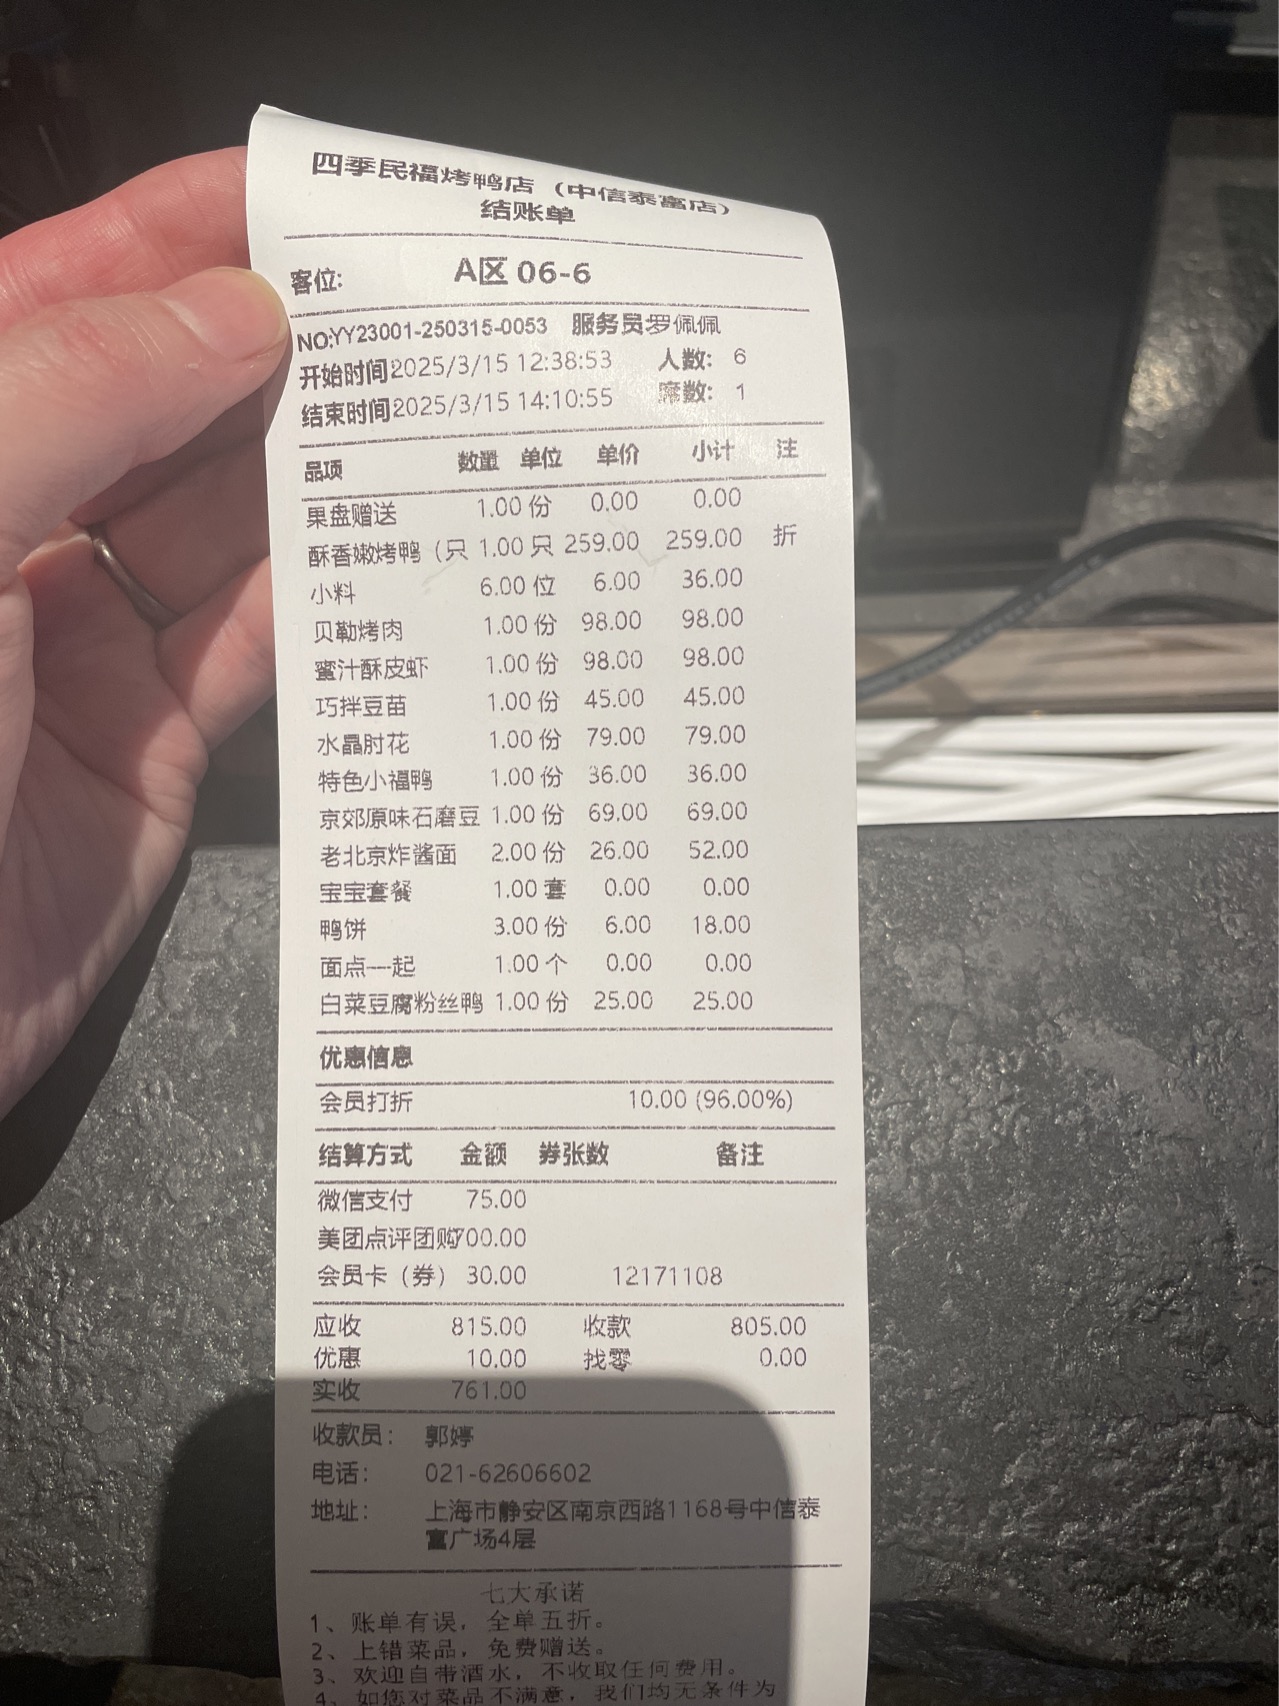 四季民福烤鸭店（中信泰富店）
结账单
客位: A区 06-6
NO:YY23001-250315-0053 服务员罗佩佩
开始时间2025/3/15 12:38:53 人数: 6
结束时间2025/3/15 14:10:55 席数: 1
品项 数量 单位 单价 小计 注
果盘赠送 1.00 份 0.00 0.00
酥香嫩烤鸭（只 1.00 只 259.00 259.00 折
小料 6.00 位 6.00 36.00
贝勒烤肉 1.00 份 98.00 98.00
蜜汁酥皮虾 1.00 份 98.00 98.00
巧拌豆苗 1.00 份 45.00 45.00
水晶肘花 1.00 份 79.00 79.00
特色小福鸭 1.00 份 36.00 36.00
京郊原味石磨豆 1.00 份 69.00 69.00
老北京炸酱面 2.00 份 26.00 52.00
宝宝套餐 1.00 套 0.00 0.00
鸭饼 3.00 份 6.00 18.00
面点一起 1.00 个 0.00 0.00
白菜豆腐粉丝鸭 1.00 份 25.00 25.00
优惠信息
会员打折 10.00 (96.00%)
结算方式 金额 券张数 备注
微信支付 75.00
美团点评团购700.00
会员卡（券） 30.00 12171108
应收 815.00 收款 805.00
优惠 10.00 找零 0.00
实收 761.00
收款员: 郭婷
电话: 021-62606602
地址: 上海市静安区南京西路1168号中信泰
富广场4层
七大承诺
1、账单有误，全单五折。
2、上错菜品，免费赠送。
3、欢迎自带酒水，不收取任何费用。
4、如您对菜品不满意，我们均无条件为